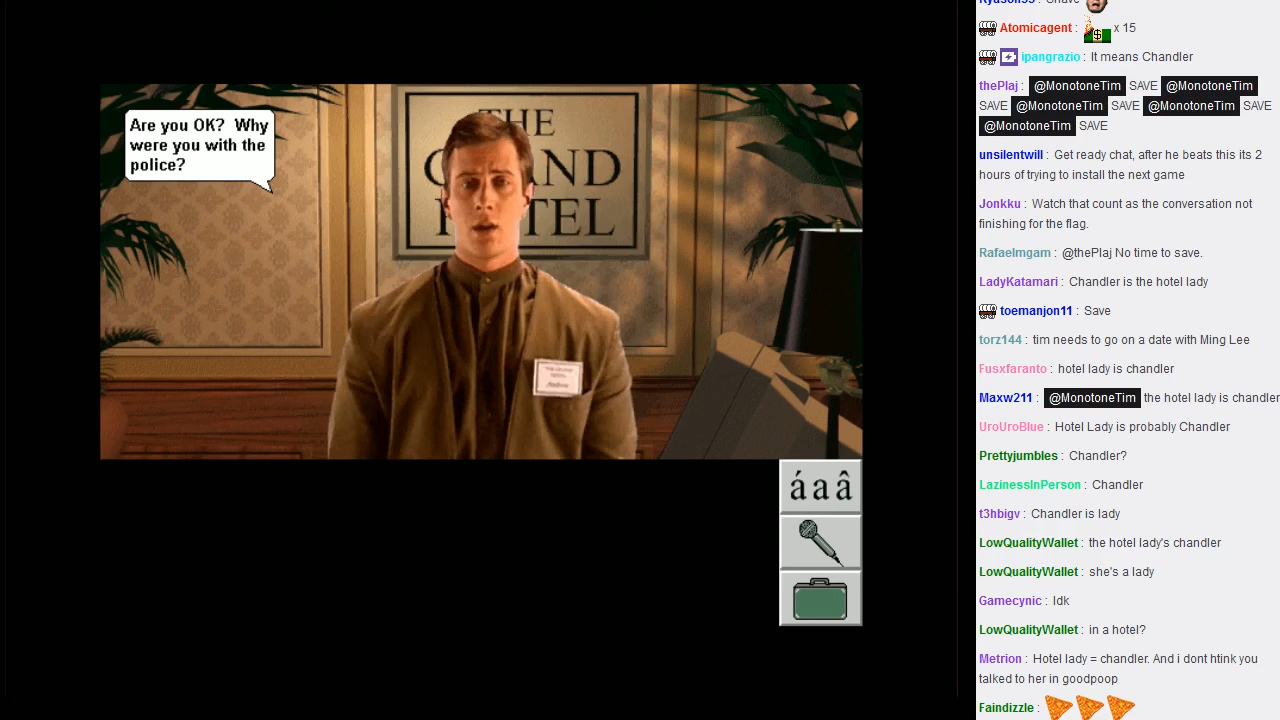 Are you OK?  Why
were you with the
police?
THE
HOTEL
á a â
Atomicagent : x 15
ipangrazio : It means Chandler
thePlaj : @MonotoneTim SAVE @MonotoneTim
SAVE @MonotoneTim SAVE @MonotoneTim SAVE
@MonotoneTim SAVE
unsilentwill : Get ready chat, after he beats this its 2
hours of trying to install the next game
Jonkku : Watch that count as the conversation not
finishing for the flag.
Rafaelmgam : @thePlaj No time to save.
LadyKatamari : Chandler is the hotel lady
toemanjon11 : Save
torz144 : tim needs to go on a date with Ming Lee
Fusxfaranto : hotel lady is chandler
Maxw211 : @MonotoneTim the hotel lady is chandler
UroUroBlue : Hotel Lady is probably Chandler
Prettyjumbles : Chandler?
LazinessInPerson : Chandler
t3hbigv : Chandler is lady
LowQualityWallet : the hotel lady's chandler
LowQualityWallet : she's a lady
Gamecynic : Idk
LowQualityWallet : in a hotel?
Metrion : Hotel lady = chandler. And i dont htink you
talked to her in goodpoop
Faindizzle :